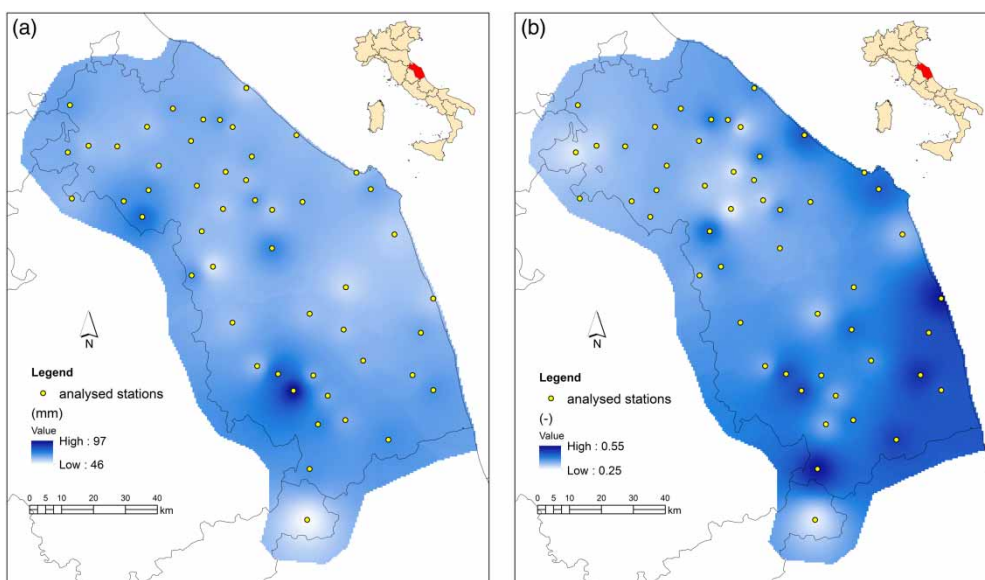 (a)
N
Legend
analysed stations
(mm)
Value
High : 97
Low : 46
0 5 10 20 30 40
km
(b)
N
Legend
analysed stations
(-)
Value
High : 0.55
Low : 0.25
0 5 10 20 30 40
km